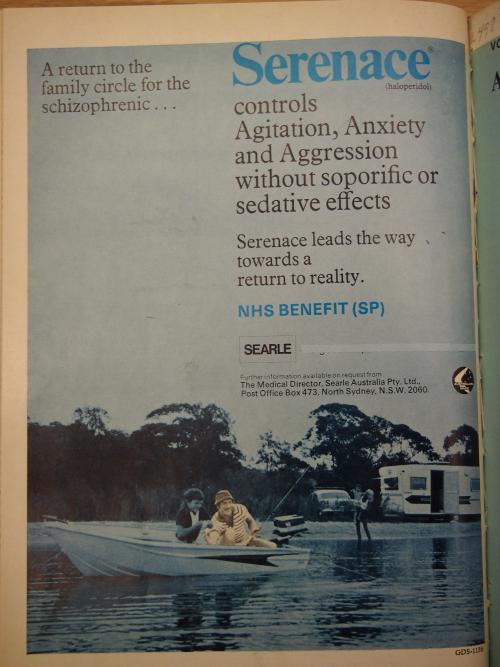 A return to the
family circle for the
schizophrenic . . .
Serenace®
(haloperidol)
controls
Agitation, Anxiety
and Aggression
without soporific or
sedative effects
Serenace leads the way
towards a
return to reality.
NHS BENEFIT (SP)
SEARLE
Further information available on request from
The Medical Director, Searle Australia Pty. Ltd.,
Post Office Box 473, North Sydney, N.S.W. 2060.
VO
A